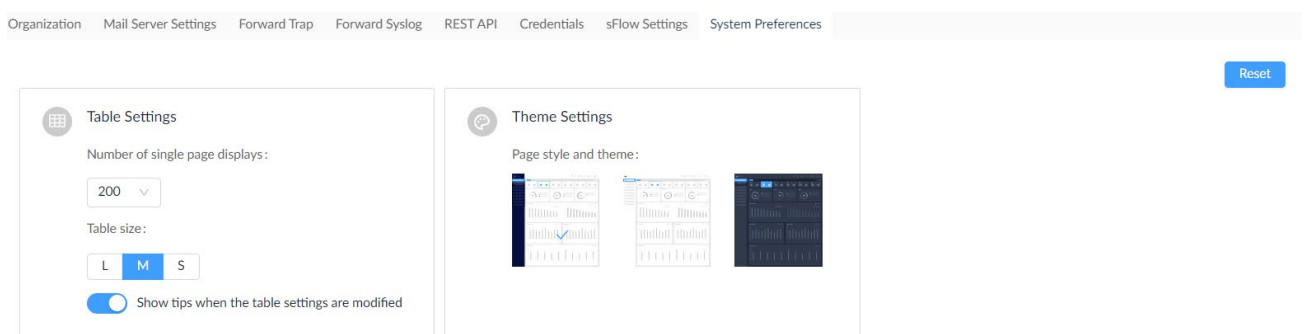 Organization Mail Server Settings Forward Trap Forward Syslog REST API Credentials sFlow Settings System Preferences
Reset
Table Settings
Number of single page displays:
200
Table size:
L M S
Show tips when the table settings are modified
Theme Settings
Page style and theme: